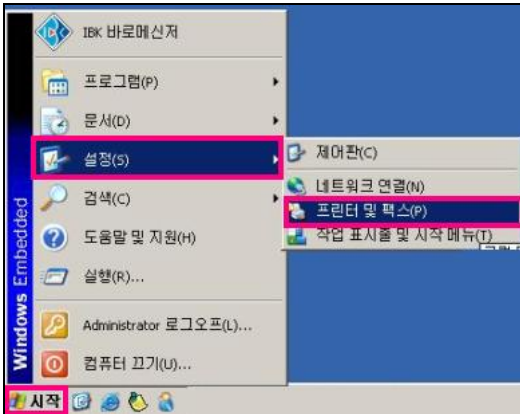 IBK 바로메신저
프로그램(P)
문서(D)
설정(S)
제어판(C)
네트워크 연결(N)
프린터 및 팩스(P)
작업 표시줄 및 시작 메뉴(T)
검색(C)
도움말 및 지원(H)
실행(R)...
Administrator 로그오프(L)...
컴퓨터 끄기(U)...
Windows Embedded
시작